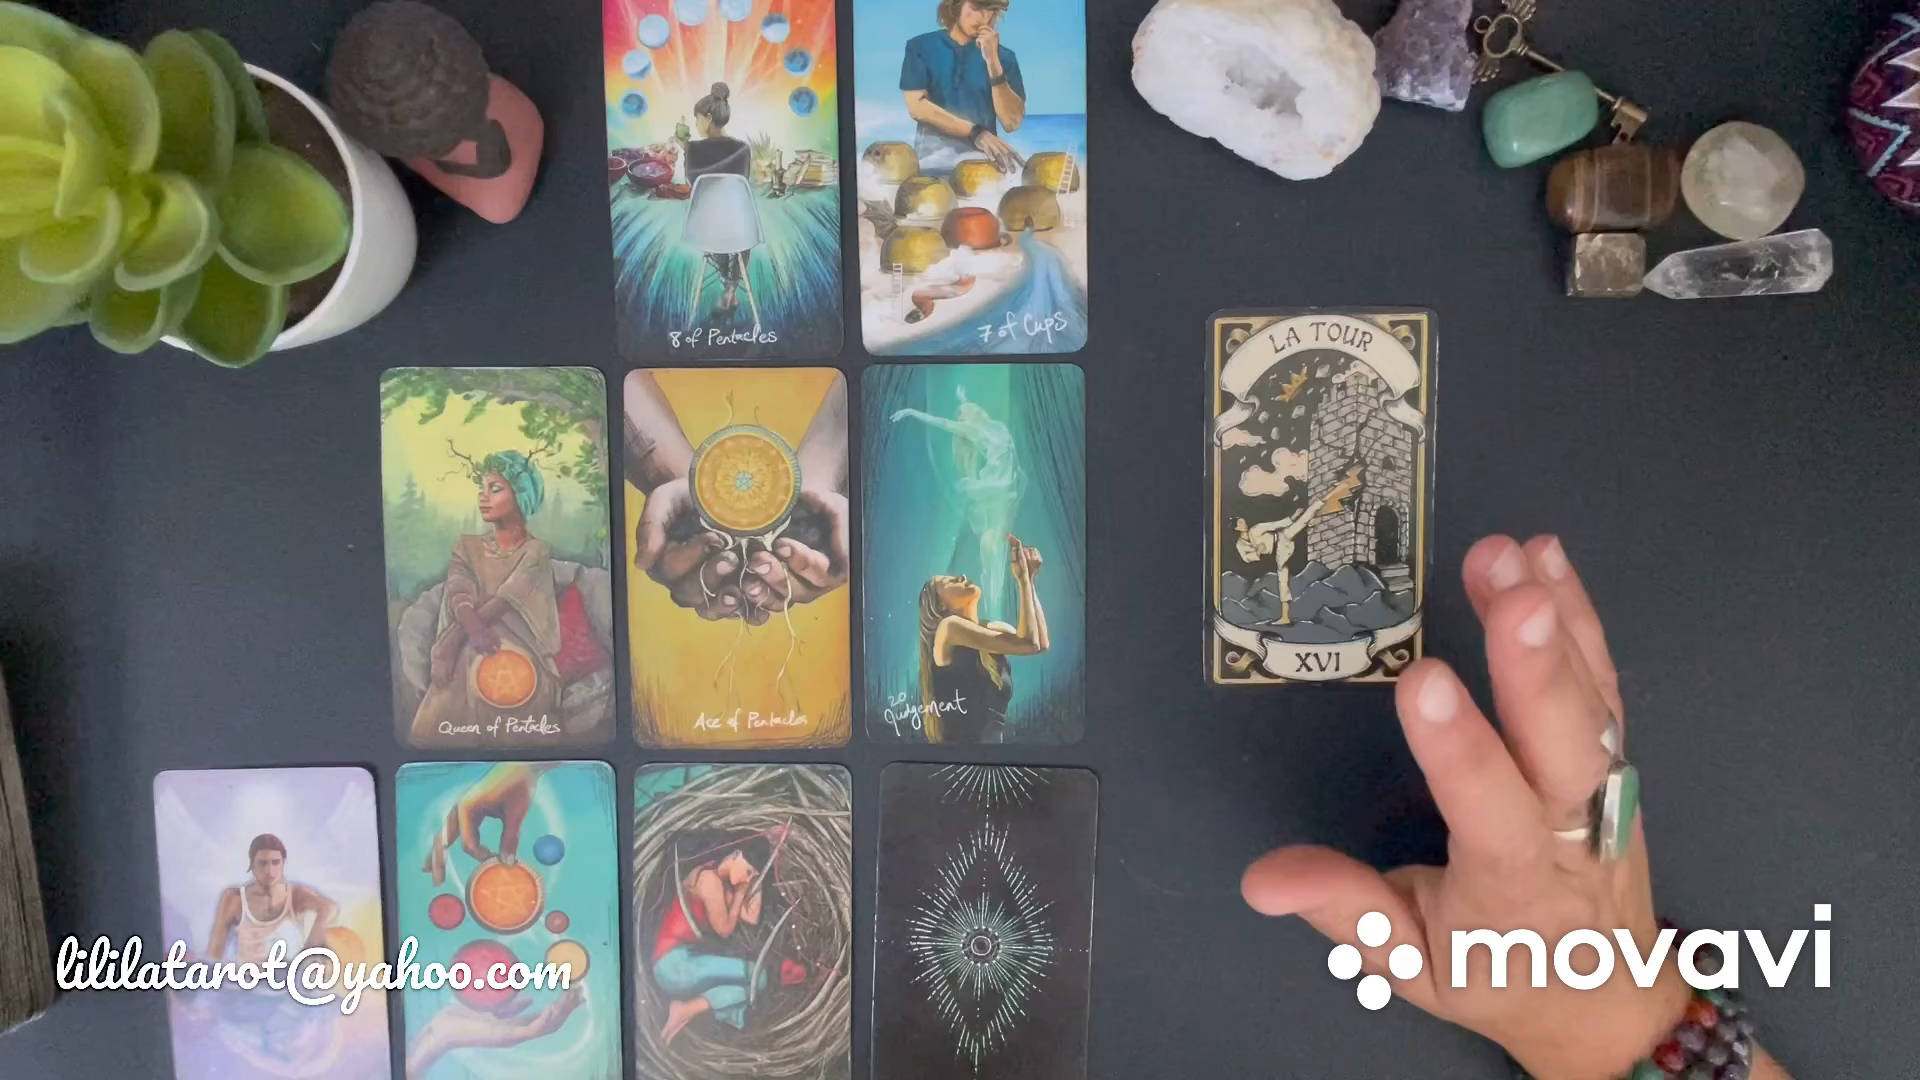 8 of Pentacles
7 of Cups
LA TOUR
XVI
Queen of Pentacles
Ace of Pentacles
20
Judgement
lililatarot@yahoo.com
movavi